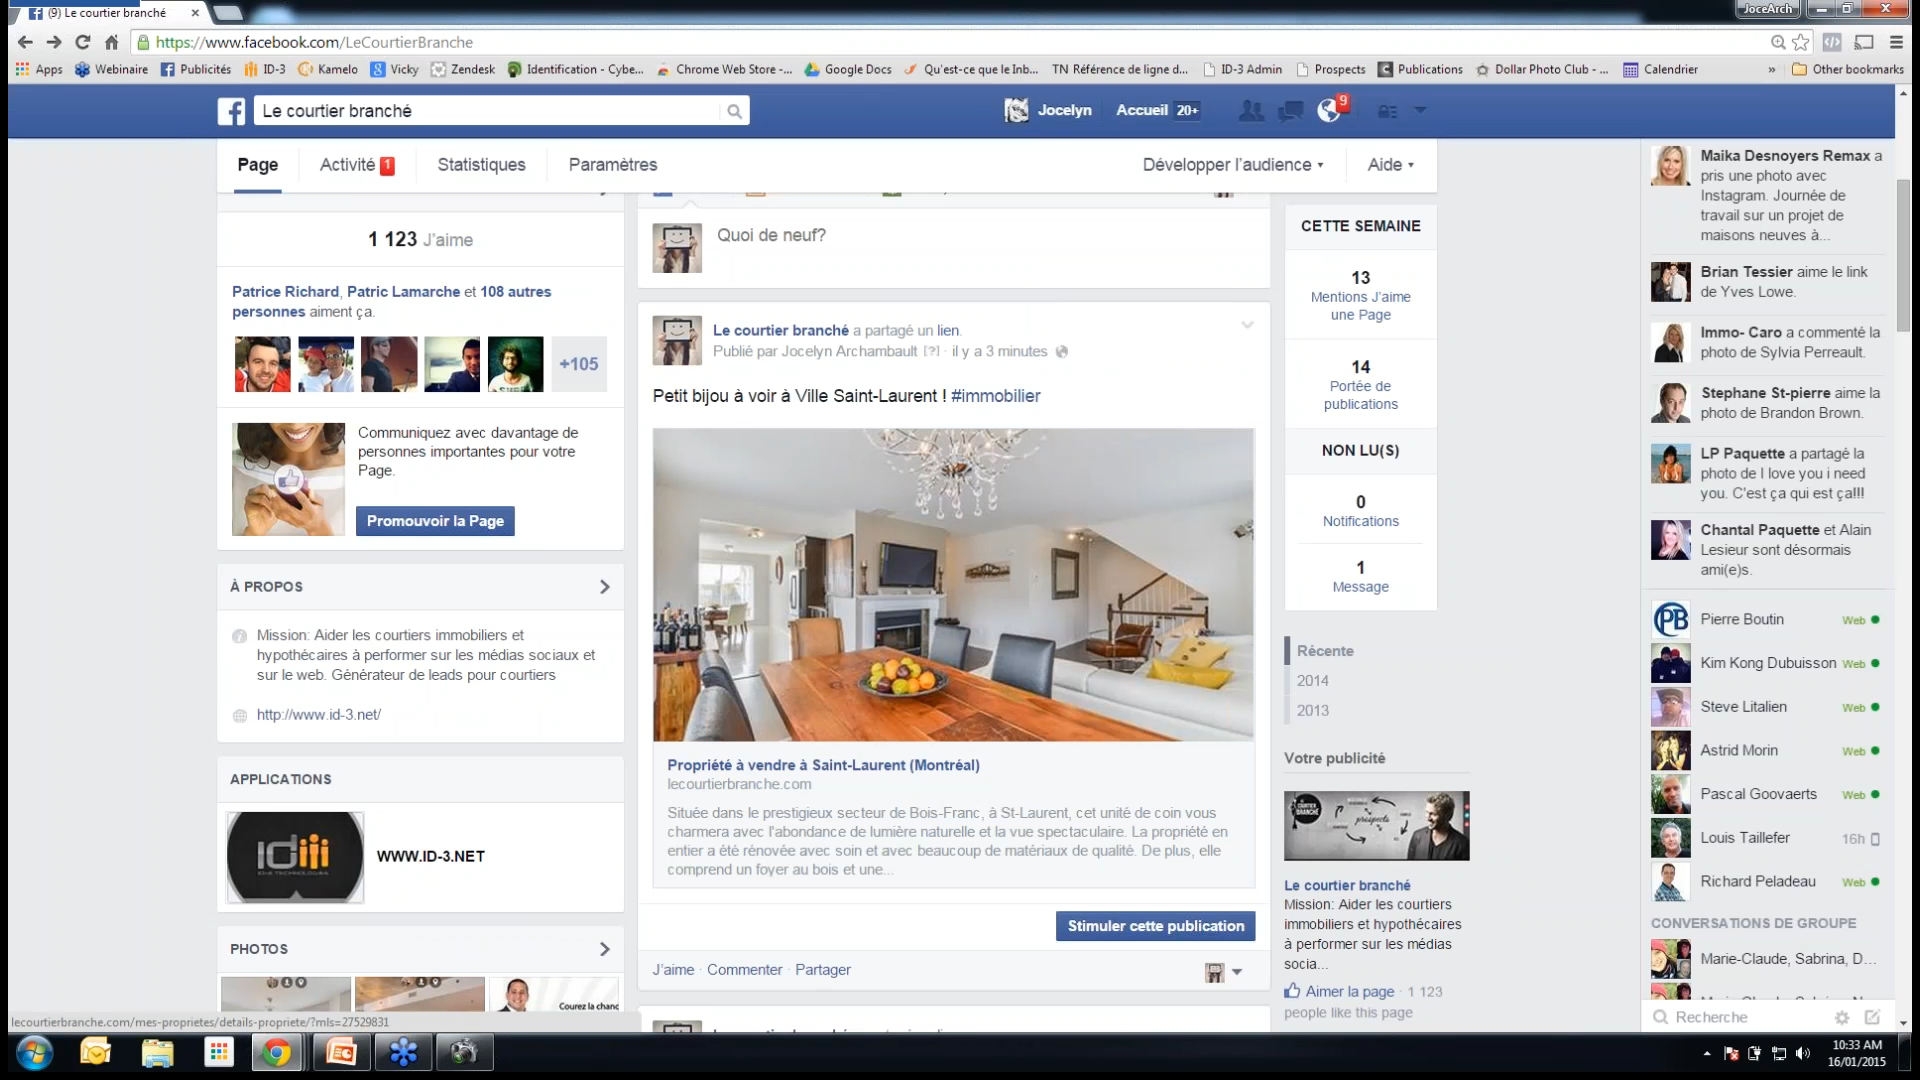 (9) Le courtier branché
JoceArch
https://www.facebook.com/LeCourtierBranche
Apps Webinaire Publicités ID-3 Kamelo Vicky Zendesk Identification - Cybe... Chrome Web Store -... Google Docs Qu'est-ce que le Inb... TN Référence de ligne d... ID-3 Admin Prospects Publications Dollar Photo Club - ... Calendrier » Other bookmarks
Le courtier branché
Jocelyn Accueil 20+ 9
Page Activité 1 Statistiques Paramètres Développer l'audience Aide
1 123 J'aime
Patrice Richard, Patric Lamarche et 108 autres
personnes aiment ça.
+105
Communiquez avec davantage de
personnes importantes pour votre
Page.
Promouvoir la Page
À PROPOS
Mission: Aider les courtiers immobiliers et
hypothécaires à performer sur les médias sociaux et
sur le web. Générateur de leads pour courtiers
http://www.id-3.net/
APPLICATIONS
WWW.ID-3.NET
PHOTOS
Courez la chanc
lecourtierbranche.com/mes-proprietes/details-propriete/?mls=27529831
Quoi de neuf?
Le courtier branché a partagé un lien.
Publié par Jocelyn Archambault [?] · il y a 3 minutes
Petit bijou à voir à Ville Saint-Laurent ! #immobilier
Propriété à vendre à Saint-Laurent (Montréal)
lecourtierbranche.com
Située dans le prestigieux secteur de Bois-Franc, à St-Laurent, cet unité de coin vous
charmera avec l'abondance de lumière naturelle et la vue spectaculaire. La propriété en
entier a été rénovée avec soin et avec beaucoup de matériaux de qualité. De plus, elle
comprend un foyer au bois et une...
Stimuler cette publication
J'aime · Commenter · Partager
CETTE SEMAINE
13
Mentions J'aime
une Page
14
Portée de
publications
NON LU(S)
0
Notifications
1
Message
Récente
2014
2013
Votre publicité
prospects
Le courtier branché
Mission: Aider les courtiers
immobiliers et hypothécaires
à performer sur les médias
socia...
Aimer la page · 1 123
people like this page
Maika Desnoyers Remax a
pris une photo avec
Instagram. Journée de
travail sur un projet de
maisons neuves à...
Brian Tessier aime le link
de Yves Lowe.
Immo- Caro a commenté la
photo de Sylvia Perreault.
Stephane St-pierre aime la
photo de Brandon Brown.
LP Paquette a partagé la
photo de I love you i need
you. C'est ça qui est ça!!!
Chantal Paquette et Alain
Lesieur sont désormais
ami(e)s.
PB Pierre Boutin Web
Kim Kong Dubuisson Web
Steve Litalien Web
Astrid Morin Web
Pascal Goovaerts Web
Louis Taillefer 16h
Richard Peladeau Web
CONVERSATIONS DE GROUPE
Marie-Claude, Sabrina, D...
Recherche
10:33 AM
16/01/2015